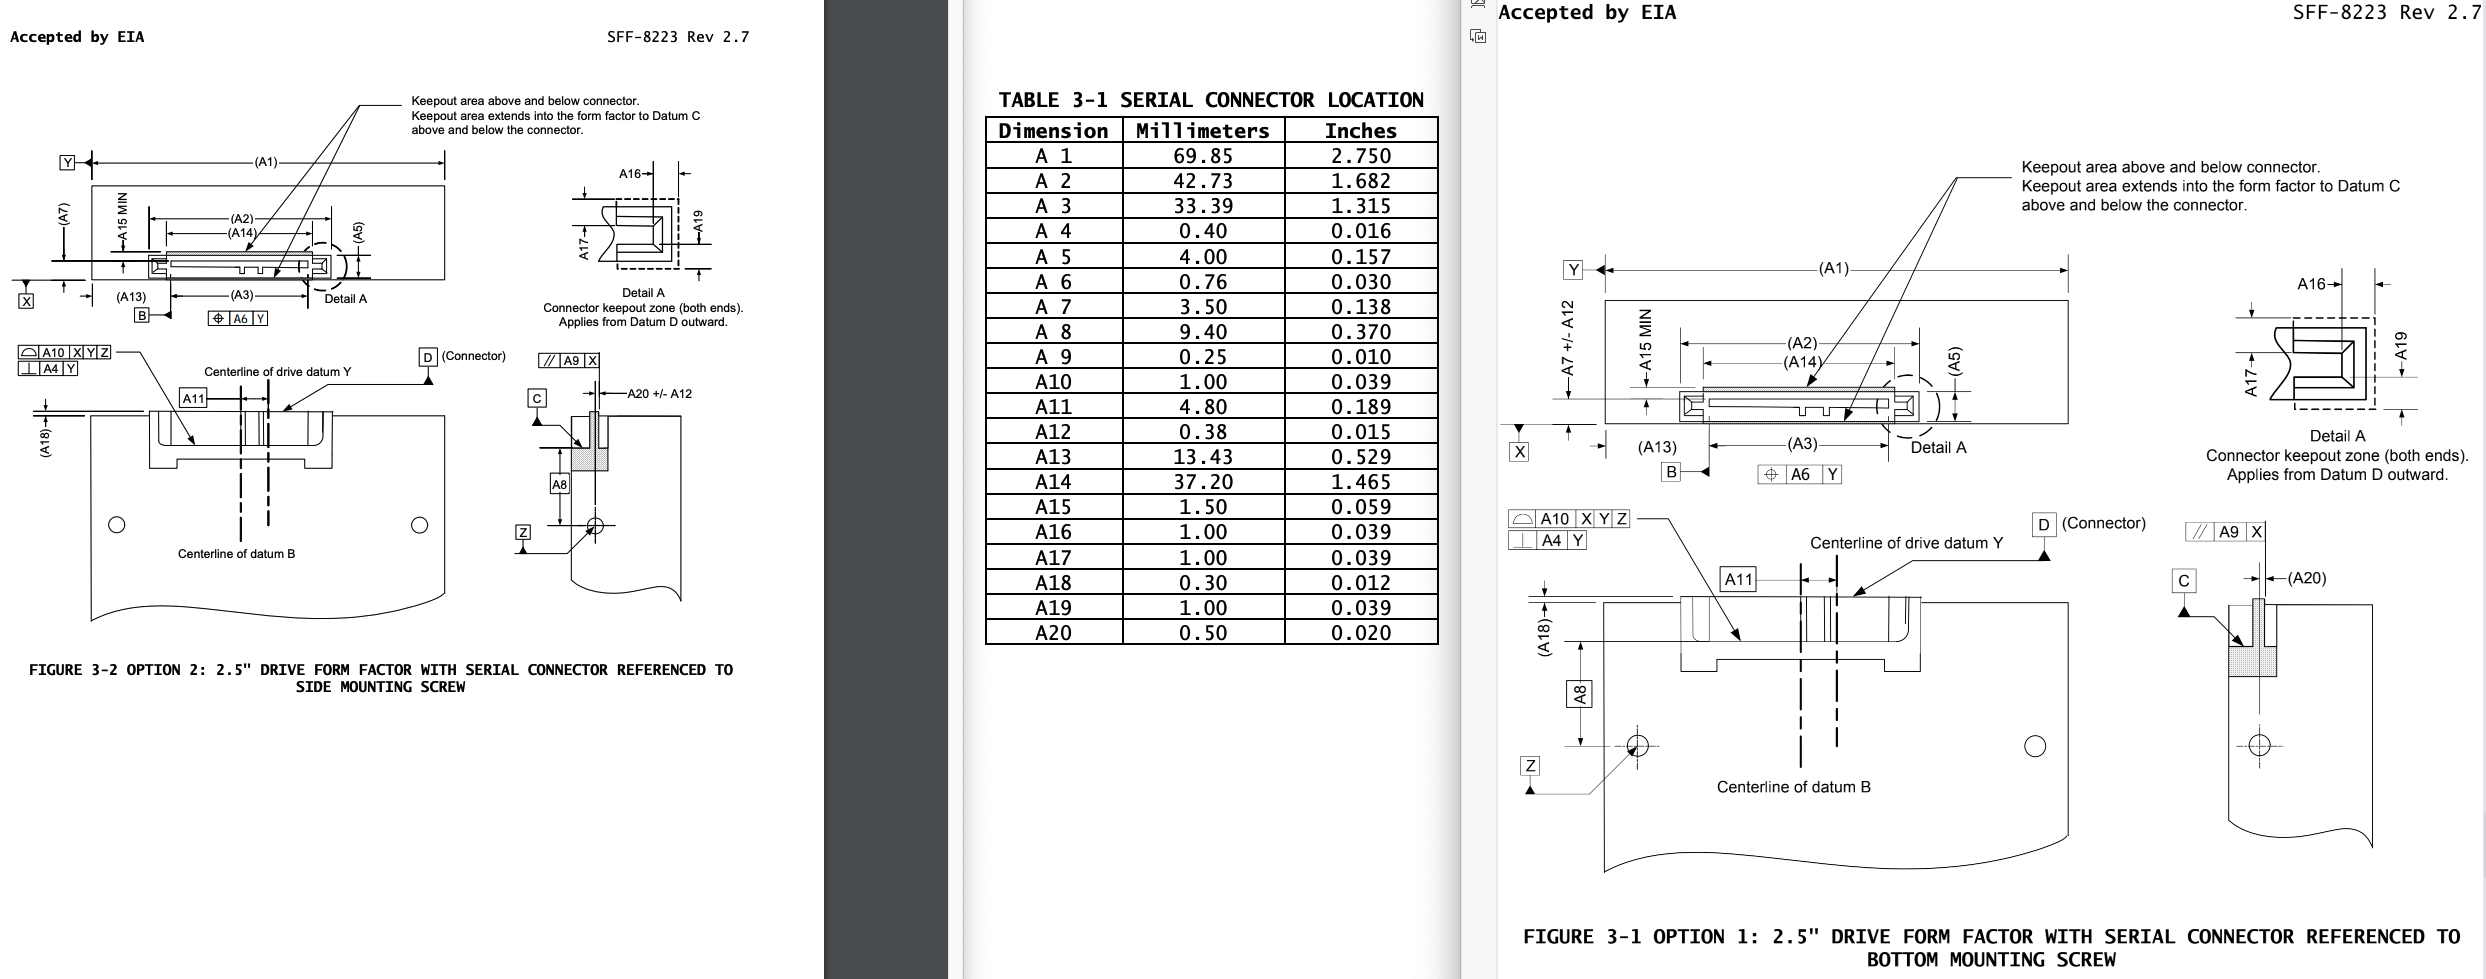 Accepted by EIA
SFF-8223 Rev 2.7
Keepout area above and below connector.
Keepout area extends into the form factor to Datum C
above and below the connector.
Y
(A1)
A16
(A7)
A15 MIN
(A2)
(A14)
(A5)
A17
A19
X
(A13)
(A3)
Detail A
B
A6 Y
Detail A
Connector keepout zone (both ends).
Applies from Datum D outward.
A10 X Y Z
A4 Y
Centerline of drive datum Y
D (Connector)
// A9 X
A11
C
A20 +/- A12
(A18)
A8
Z
Centerline of datum B
FIGURE 3-2 OPTION 2: 2.5" DRIVE FORM FACTOR WITH SERIAL CONNECTOR REFERENCED TO
SIDE MOUNTING SCREW
TABLE 3-1 SERIAL CONNECTOR LOCATION
Dimension Millimeters Inches
A 1 69.85 2.750
A 2 42.73 1.682
A 3 33.39 1.315
A 4 0.40 0.016
A 5 4.00 0.157
A 6 0.76 0.030
A 7 3.50 0.138
A 8 9.40 0.370
A 9 0.25 0.010
A10 1.00 0.039
A11 4.80 0.189
A12 0.38 0.015
A13 13.43 0.529
A14 37.20 1.465
A15 1.50 0.059
A16 1.00 0.039
A17 1.00 0.039
A18 0.30 0.012
A19 1.00 0.039
A20 0.50 0.020
Accepted by EIA
SFF-8223 Rev 2.7
Keepout area above and below connector.
Keepout area extends into the form factor to Datum C
above and below the connector.
Y
(A1)
A16
A7 +/- A12
A15 MIN
(A2)
(A14)
(A5)
A17
A19
X
(A13)
(A3)
Detail A
B
A6 Y
Detail A
Connector keepout zone (both ends).
Applies from Datum D outward.
A10 X Y Z
A4 Y
Centerline of drive datum Y
D (Connector)
// A9 X
A11
C
(A20)
(A18)
A8
Z
Centerline of datum B
FIGURE 3-1 OPTION 1: 2.5" DRIVE FORM FACTOR WITH SERIAL CONNECTOR REFERENCED TO
BOTTOM MOUNTING SCREW